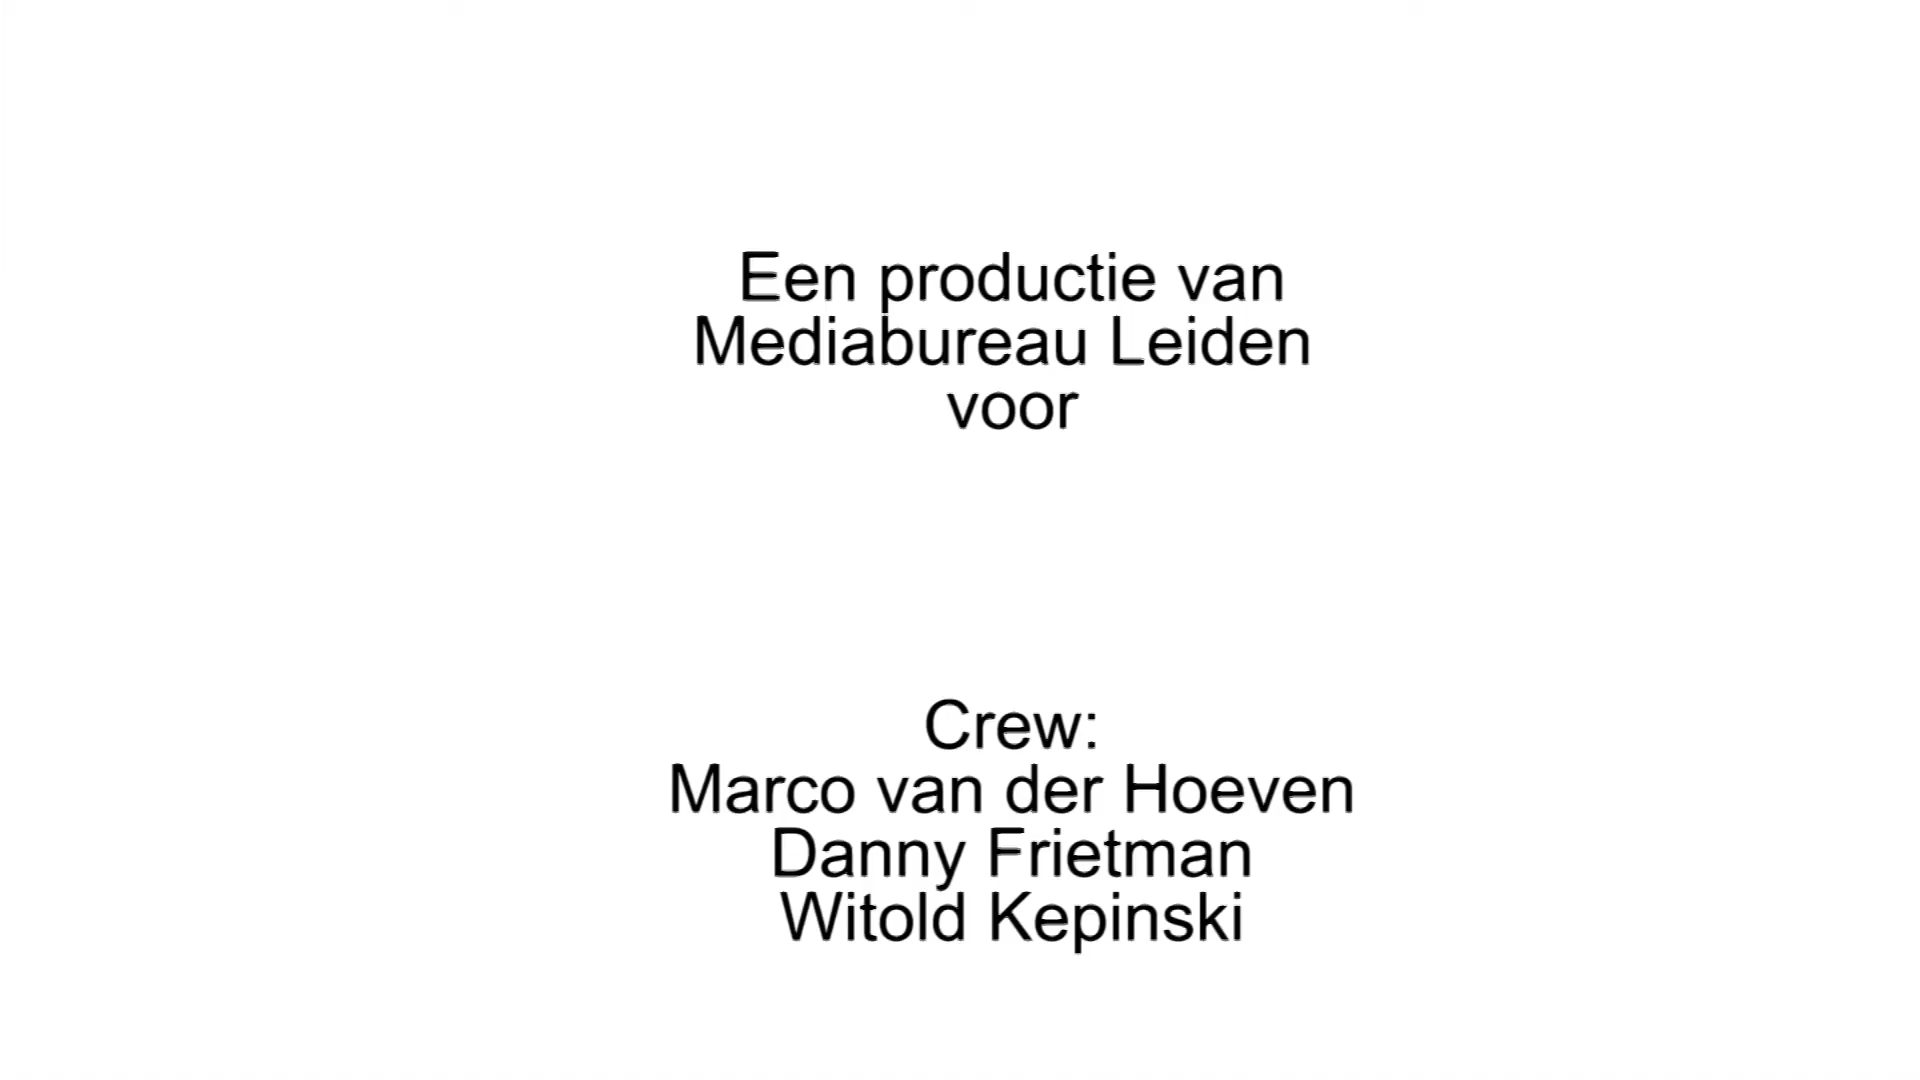 Een productie van
Mediabureau Leiden
voor
Crew:
Marco van der Hoeven
Danny Frietman
Witold Kepinski